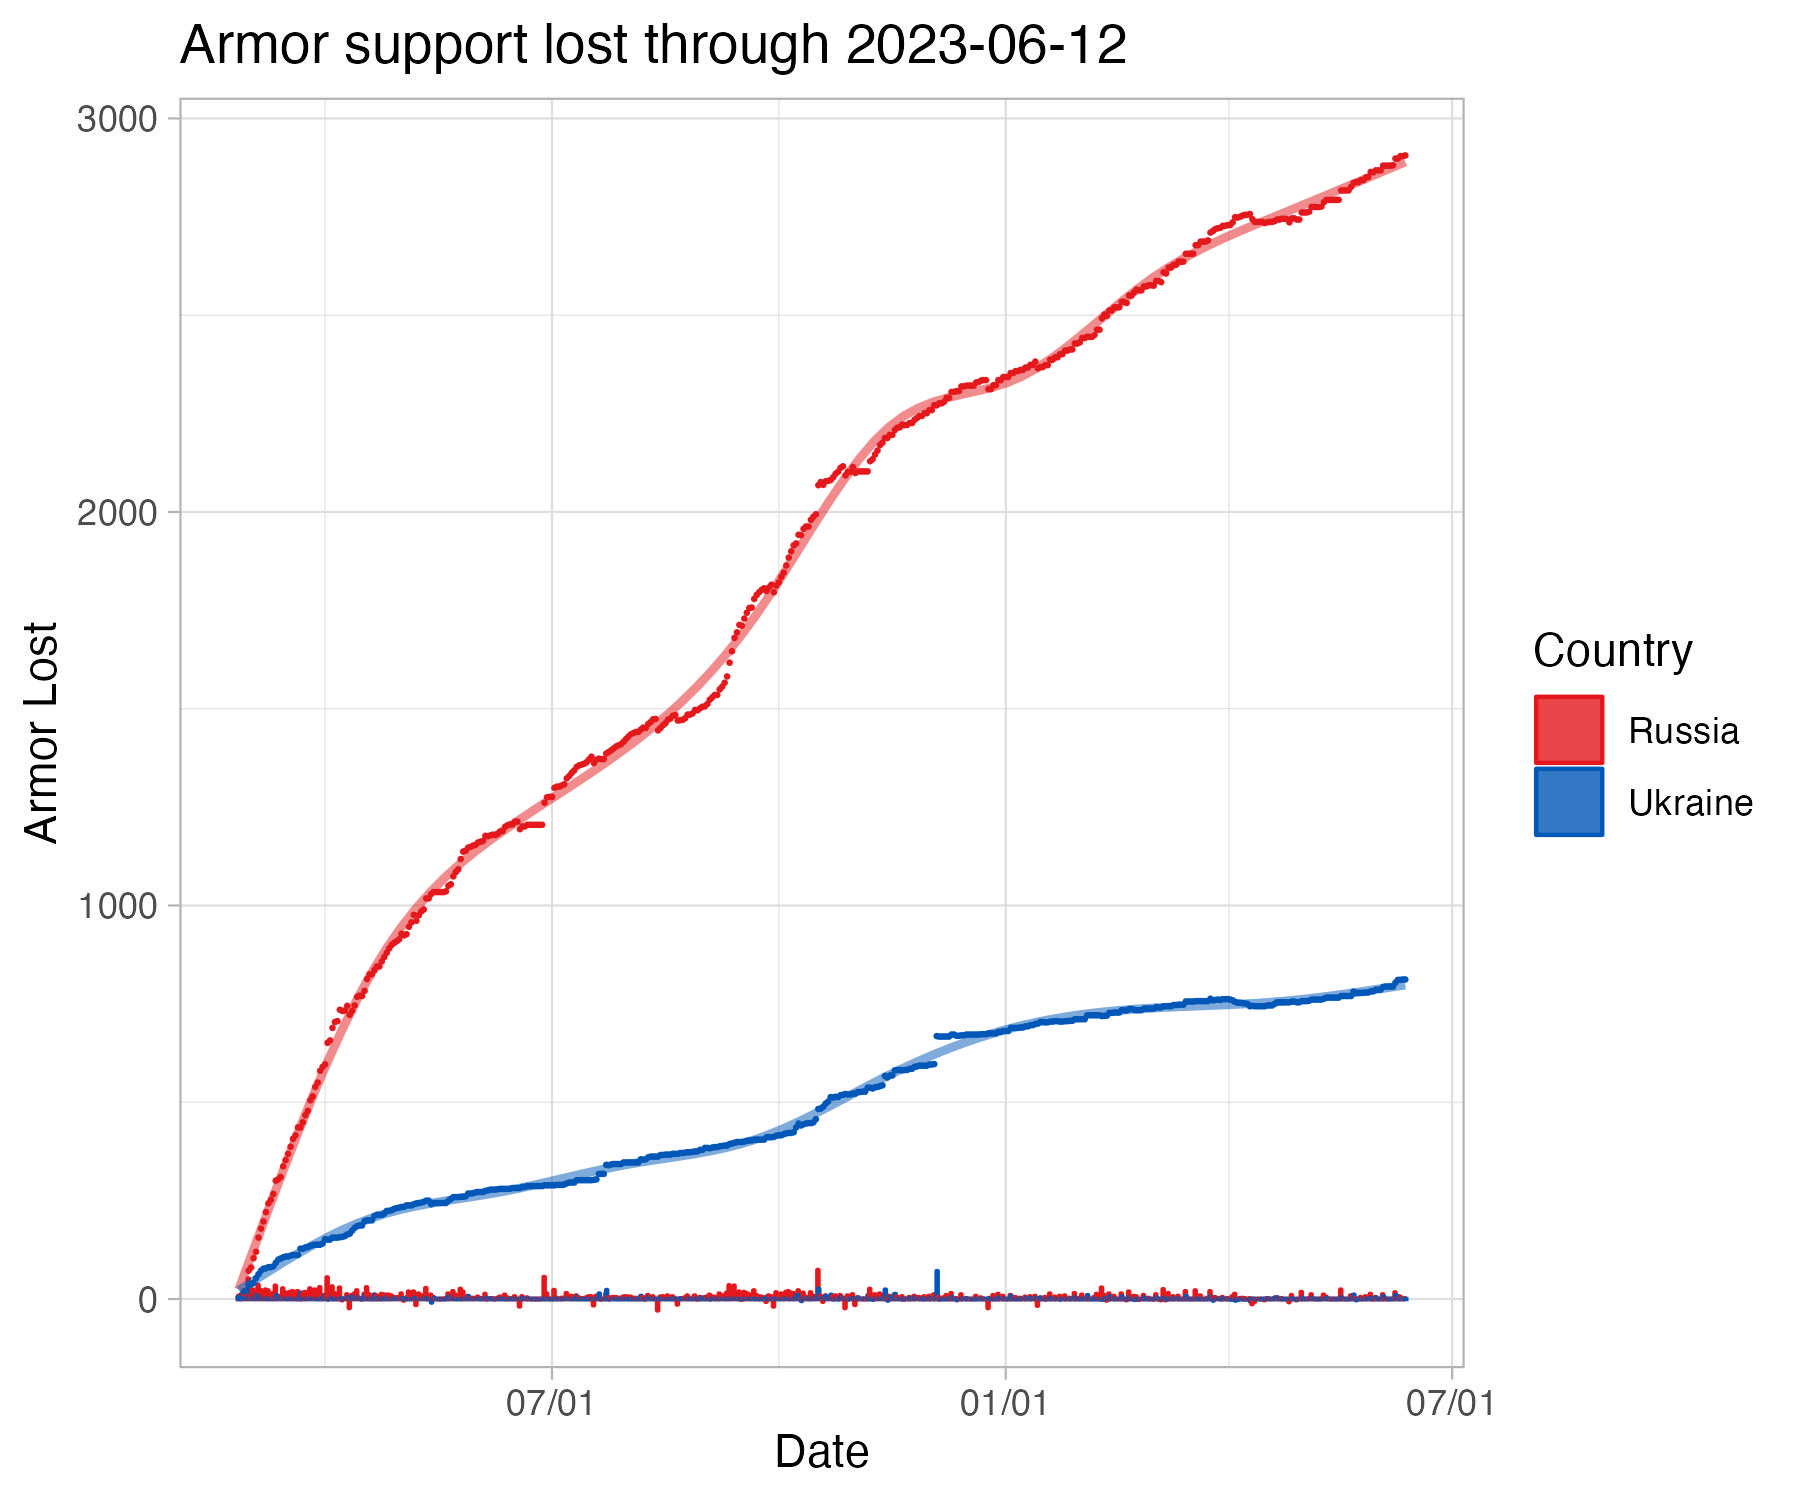 Armor support lost through 2023-06-12
3000
2000
1000
0
Armor Lost
07/01
01/01
07/01
Date
Country
Russia
Ukraine